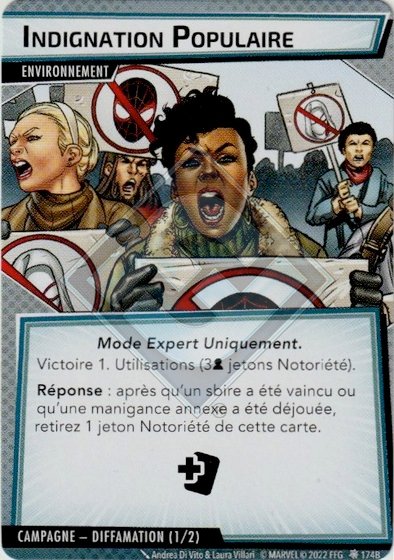 INDIGNATION POPULAIRE
ENVIRONNEMENT
Mode Expert Uniquement.
Victoire 1. Utilisations (3 jetons Notoriété).
Réponse : après qu'un sbire a été vaincu ou
qu'une manigance annexe a été déjouée,
retirez 1 jeton Notoriété de cette carte.
CAMPAGNE – DIFFAMATION (1/2)
Andrea Di Vito & Laura Villari © MARVEL © 2022 FFG 174B